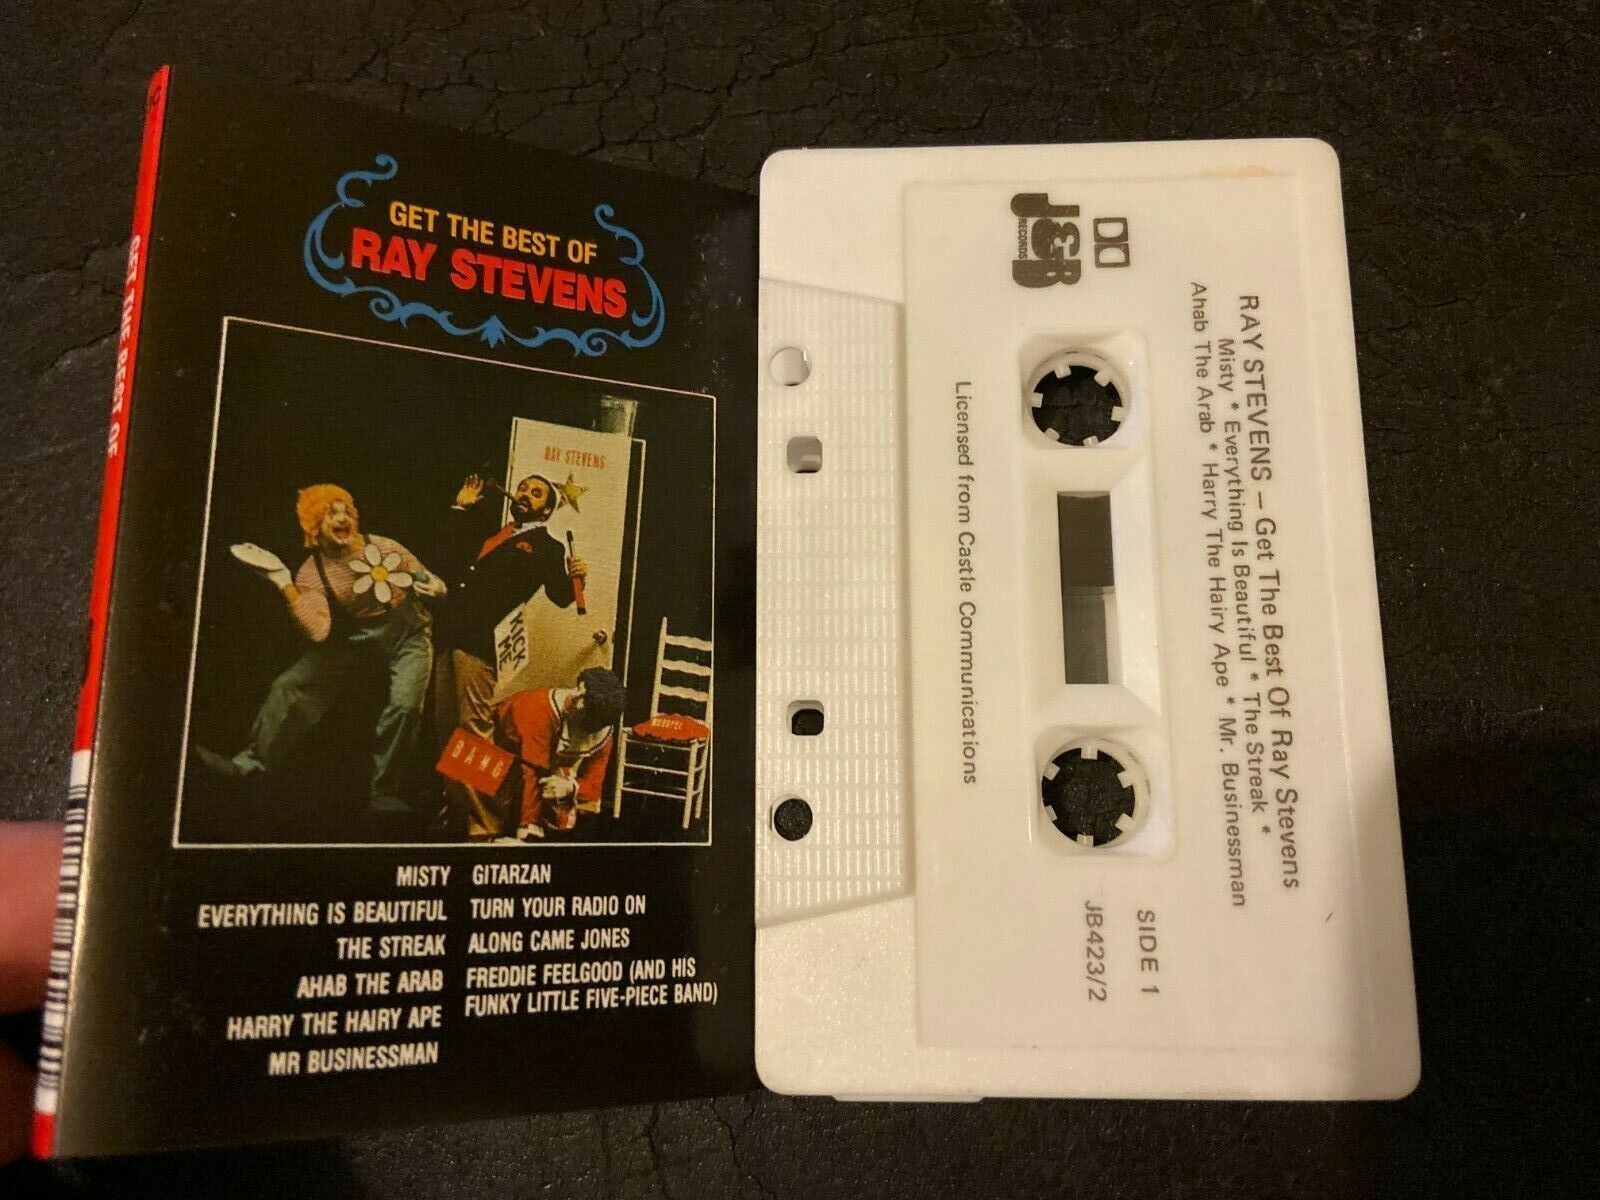 GET THE BEST OF
GET THE BEST OF
RAY STEVENS
RAY STEVENS
KICK
ME
BANG
MISTY
EVERYTHING IS BEAUTIFUL
THE STREAK
AHAB THE ARAB
HARRY THE HAIRY APE
MR BUSINESSMAN
GITARZAN
TURN YOUR RADIO ON
ALONG CAME JONES
FREDDIE FEELGOOD (AND HIS
FUNKY LITTLE FIVE-PIECE BAND)
J&B
RECORDS
RAY STEVENS – Get The Best Of Ray Stevens
Misty * Everything Is Beautiful * The Streak *
Ahab The Arab * Harry The Hairy Ape * Mr. Businessman
SIDE 1
JB423/2
Licensed from Castle Communications